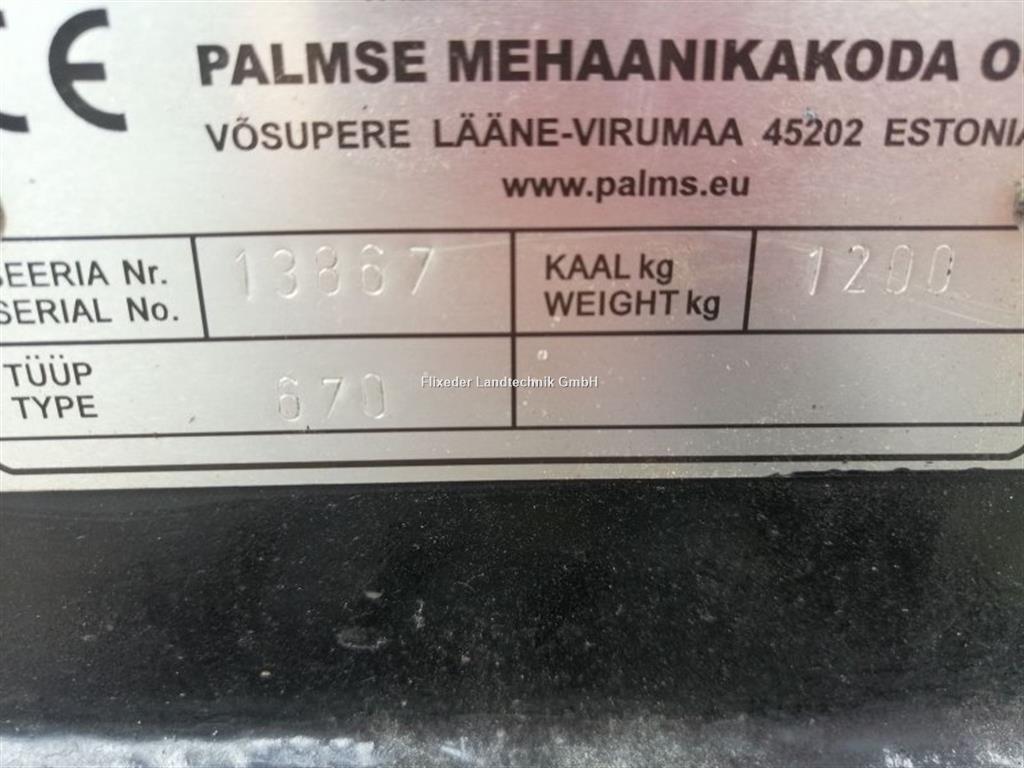 CE
PALMSE MEHAANIKAKODA
VÕSUPERE LÄÄNE-VIRUMAA 45202 ESTONIA
www.palms.eu
SEERIA Nr. 13867 KAAL kg 1200
SERIAL No. WEIGHT kg
TÜÜP 670
TYPE
Flixeder Landtechnik GmbH